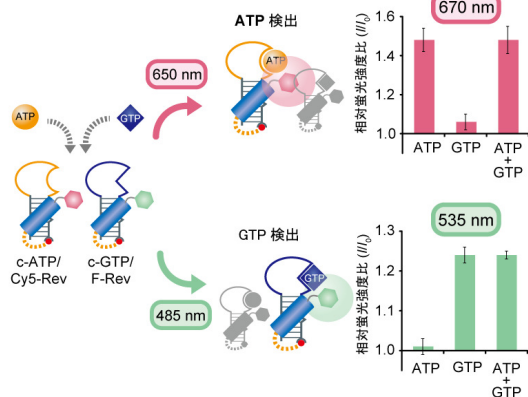 ATP 検出
650 nm
ATP
ATP
GTP
c-ATP/
Cy5-Rev
c-GTP/
F-Rev
GTP 検出
GTP
485 nm
670 nm
相対蛍光強度比 (I/I₀)
1.6
1.4
1.2
1.0
ATP
GTP
ATP
+
GTP
535 nm
相対蛍光強度比 (I/I₀)
1.3
1.2
1.1
1.0
ATP
GTP
ATP
+
GTP